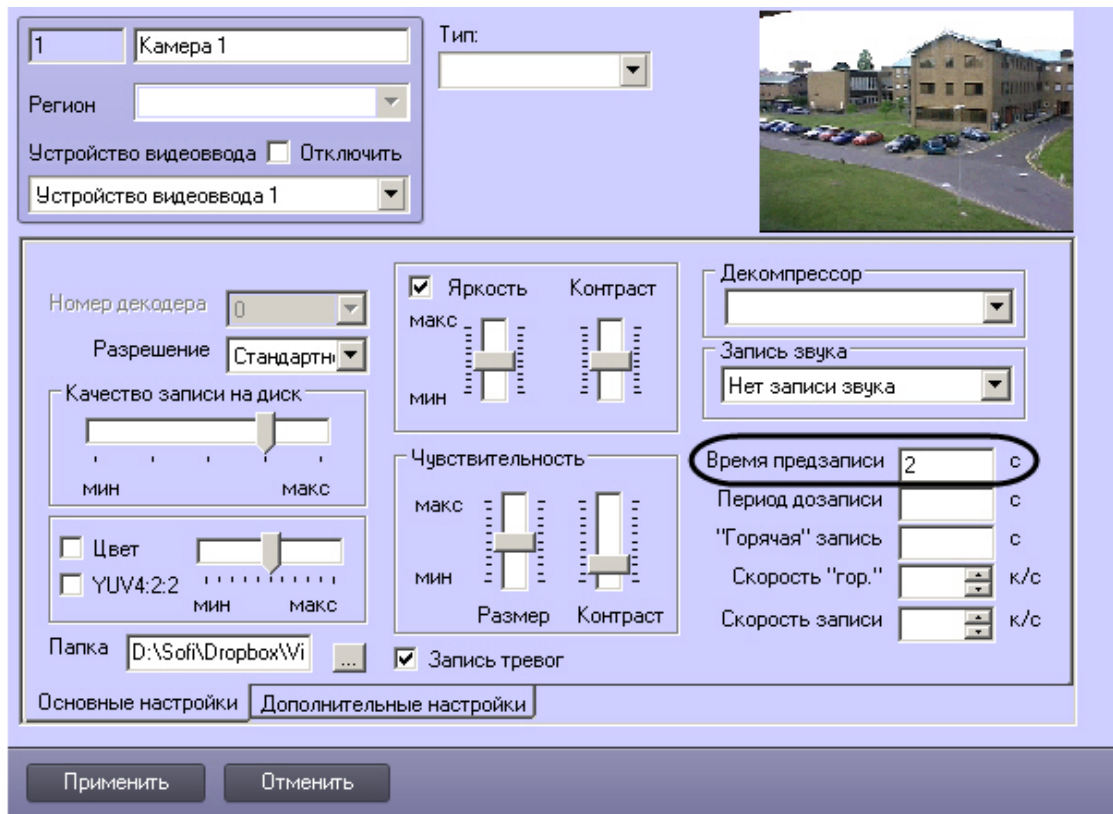 1
Камера 1
Тип:
Регион
Устройство видеоввода
Отключить
Устройство видеоввода 1
Номер декодера
0
Разрешение
Стандартн
Качество записи на диск
мин
макс
Цвет
YUV4:2:2
мин
макс
Папка
D:\Sofi\Dropbox\Vi
...
Яркость
Контраст
макс
мин
Чувствительность
макс
мин
Размер
Контраст
Запись тревог
Декомпрессор
Запись звука
Нет записи звука
Время предзаписи
2
с
Период дозаписи
с
"Горячая" запись
с
Скорость "гор."
к/с
Скорость записи
к/с
Основные настройки
Дополнительные настройки
Применить
Отменить